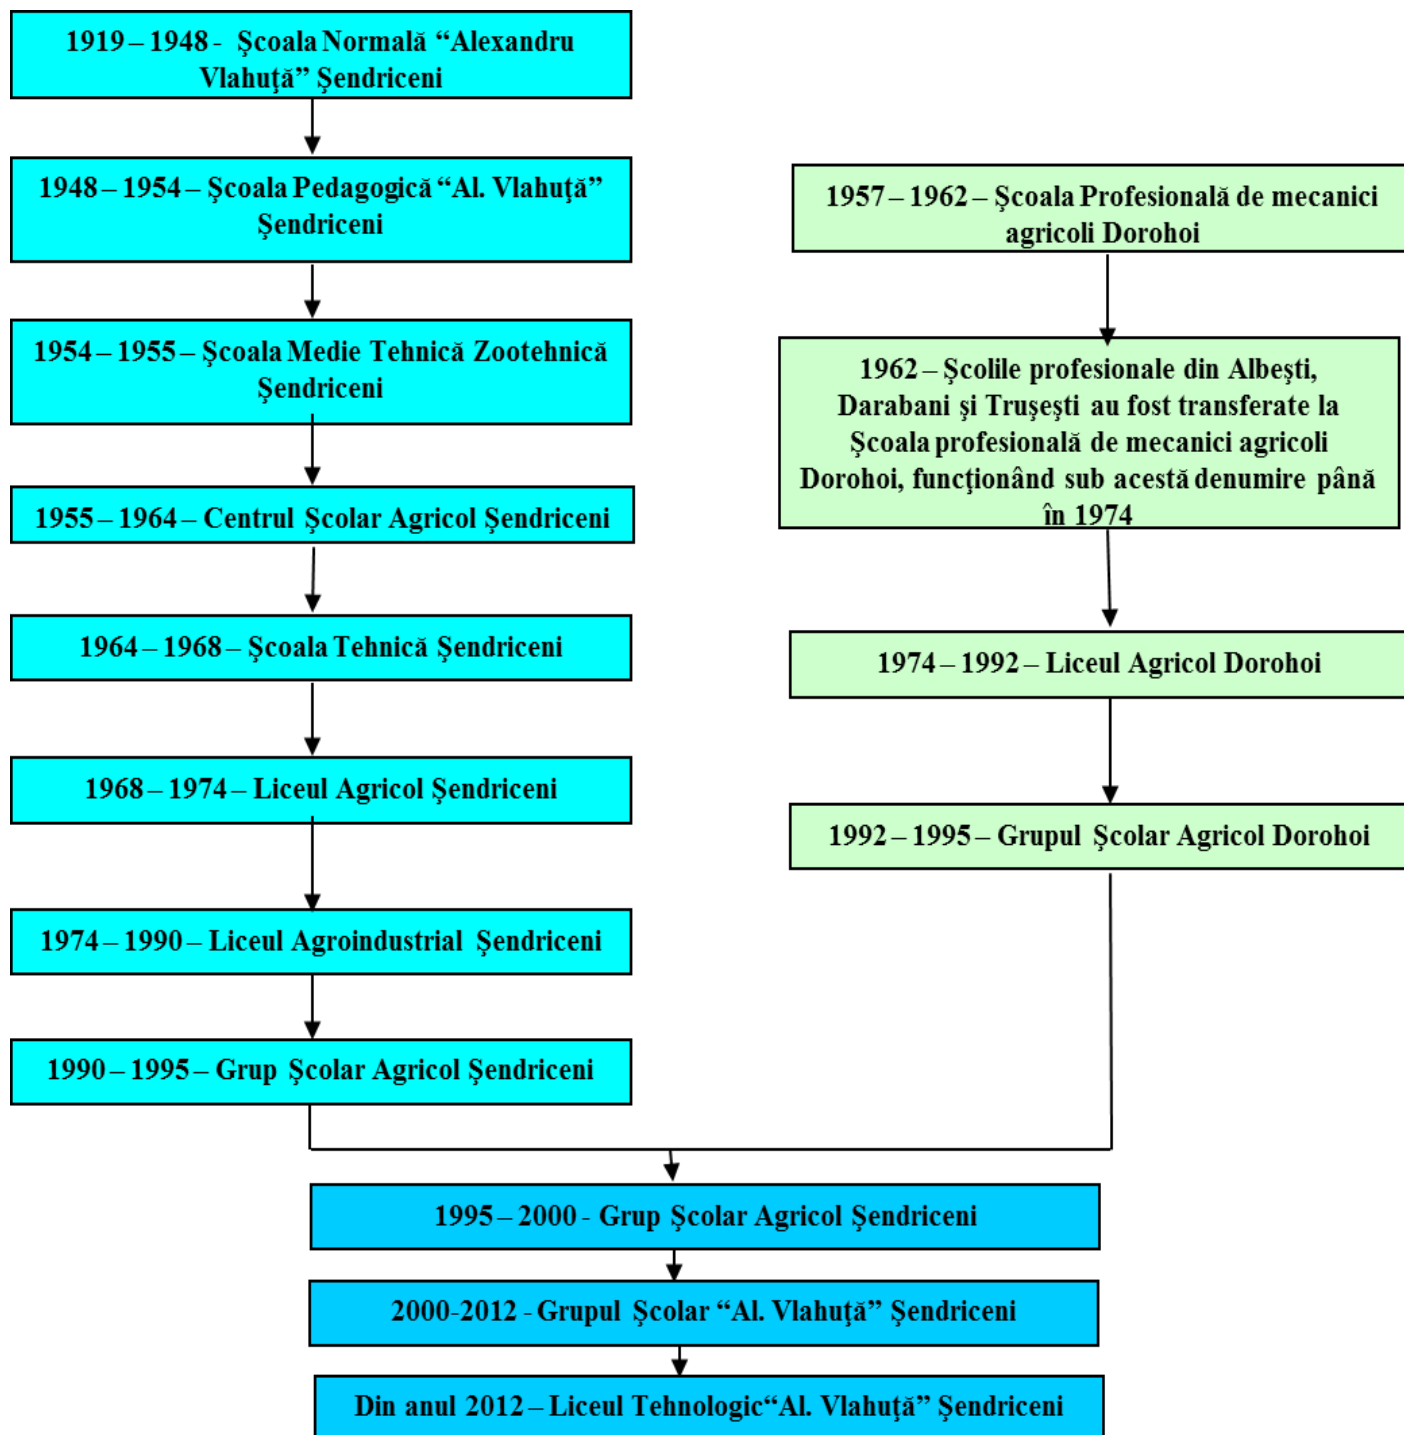 1919 – 1948 -  Şcoala Normală “Alexandru
Vlahuţă” Şendriceni
1948 – 1954 – Şcoala Pedagogică “Al. Vlahuţă”
Şendriceni
1954 – 1955 – Şcoala Medie Tehnică Zootehnică
Şendriceni
1955 – 1964 – Centrul Şcolar Agricol Şendriceni
1964 – 1968 – Şcoala Tehnică Şendriceni
1968 – 1974 – Liceul Agricol Şendriceni
1974 – 1990 – Liceul Agroindustrial Şendriceni
1990 – 1995 – Grup Şcolar Agricol Şendriceni
1957 – 1962 – Şcoala Profesională de mecanici
agricoli Dorohoi
1962 – Şcolile profesionale din Albeşti,
Darabani şi Truşeşti au fost transferate la
Şcoala profesională de mecanici agricoli
Dorohoi, funcţionând sub acestă denumire până
în 1974
1974 – 1992 – Liceul Agricol Dorohoi
1992 – 1995 – Grupul Şcolar Agricol Dorohoi
1995 – 2000 - Grup Şcolar Agricol Şendriceni
2000-2012 - Grupul Şcolar “Al. Vlahuţă” Şendriceni
Din anul 2012 – Liceul Tehnologic“Al. Vlahuţă” Şendriceni